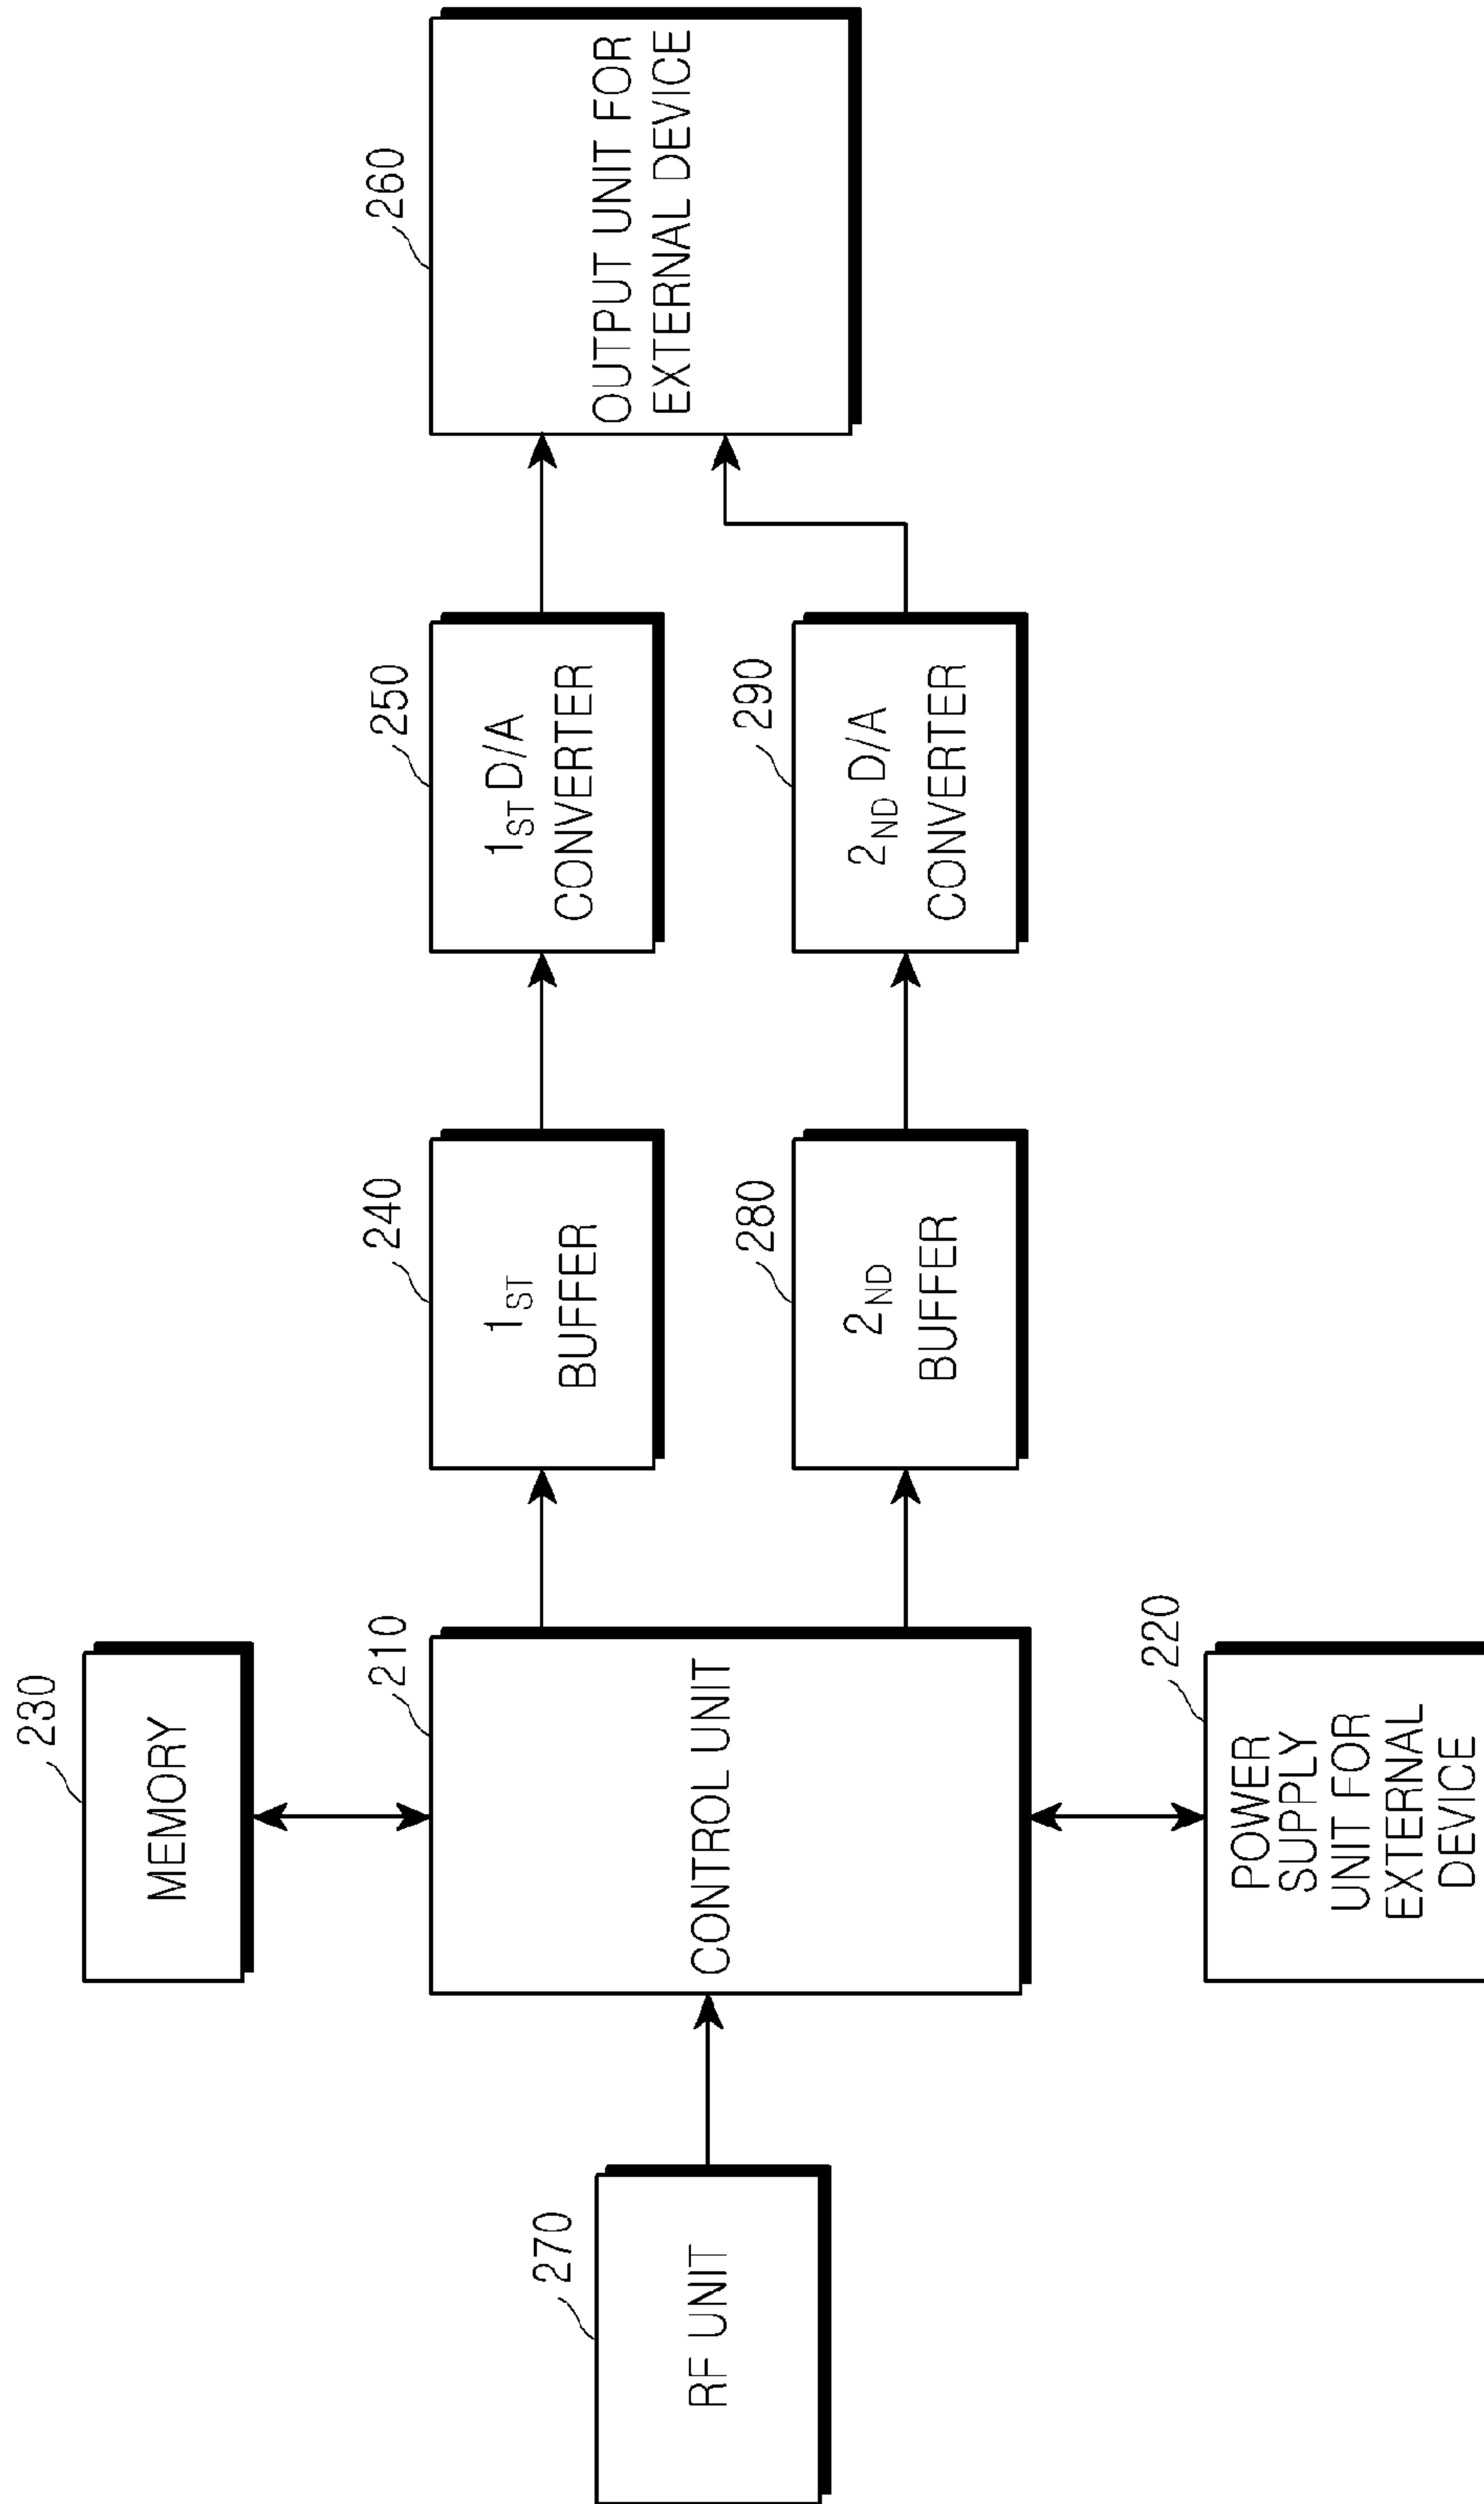 230
MEMORY
210
CONTROL UNIT
240
1ST
BUFFER
250
1ST D/A
CONVERTER
260
OUTPUT UNIT FOR
EXTERNAL DEVICE
270
RF UNIT
280
2ND
BUFFER
290
2ND D/A
CONVERTER
220
POWER
SUPPLY
UNIT FOR
EXTERNAL
DEVICE